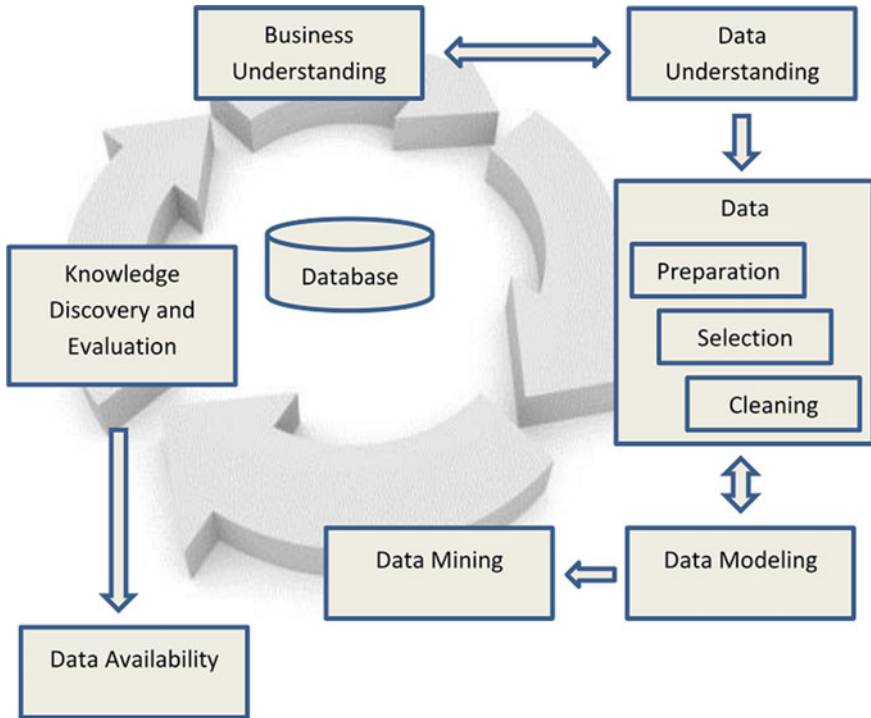 Business
Understanding
Data
Understanding
Data
Preparation
Selection
Cleaning
Database
Knowledge
Discovery and
Evaluation
Data Mining
Data Modeling
Data Availability